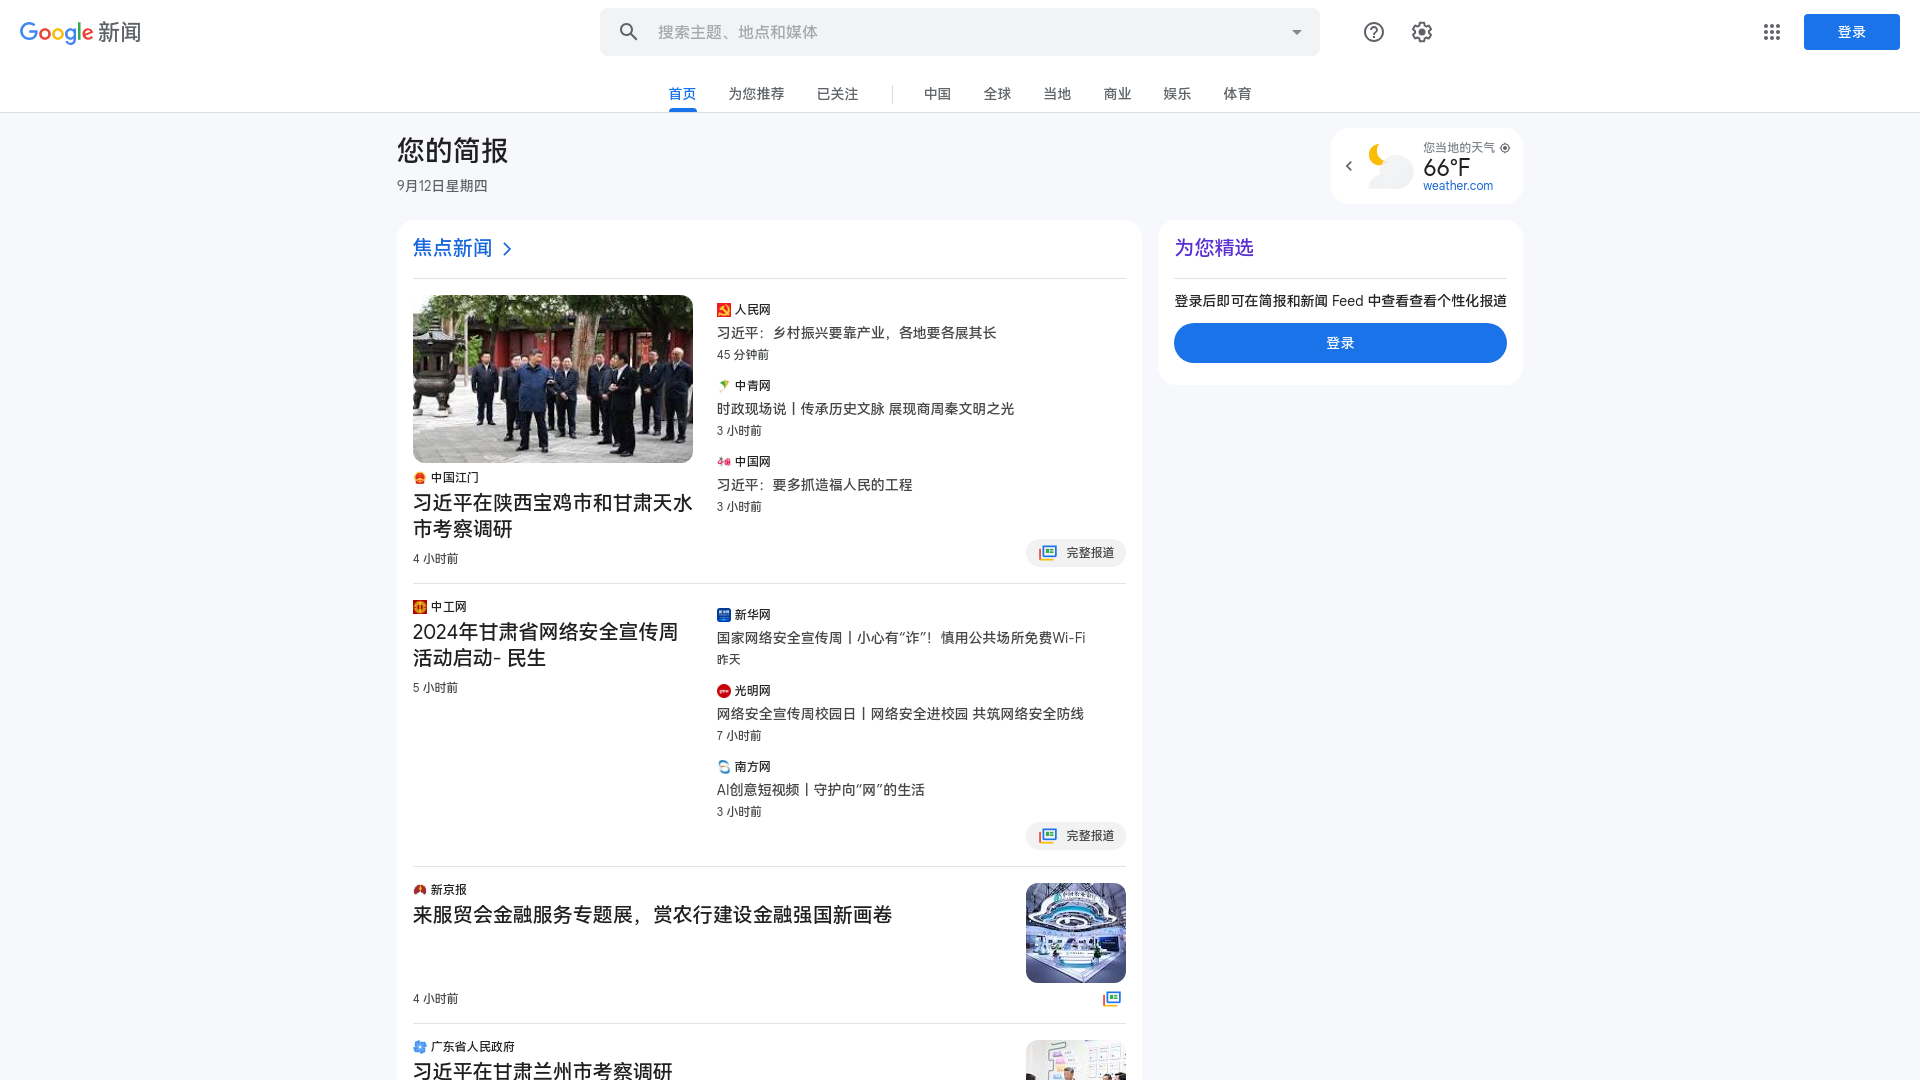 Google 新闻
搜索主题、地点和媒体
登录
首页
为您推荐
已关注
中国
全球
当地
商业
娱乐
体育
您的简报
9月12日星期四
您当地的天气
66°F
weather.com
焦点新闻
中国江门
习近平在陕西宝鸡市和甘肃天水
市考察调研
4 小时前
人民网
习近平：乡村振兴要靠产业，各地要各展其长
45 分钟前
中青网
时政现场说丨传承历史文脉 展现商周秦文明之光
3 小时前
中国网
习近平：要多抓造福人民的工程
3 小时前
完整报道
中工网
2024年甘肃省网络安全宣传周
活动启动- 民生
5 小时前
新华网
国家网络安全宣传周丨小心有“诈”！慎用公共场所免费Wi-Fi
昨天
光明网
网络安全宣传周校园日丨网络安全进校园 共筑网络安全防线
7 小时前
南方网
AI创意短视频丨守护向“网”的生活
3 小时前
完整报道
新京报
来服贸会金融服务专题展，赏农行建设金融强国新画卷
4 小时前
广东省人民政府
习近平在甘肃兰州市考察调研
为您精选
登录后即可在简报和新闻 Feed 中查看查看个性化报道
登录